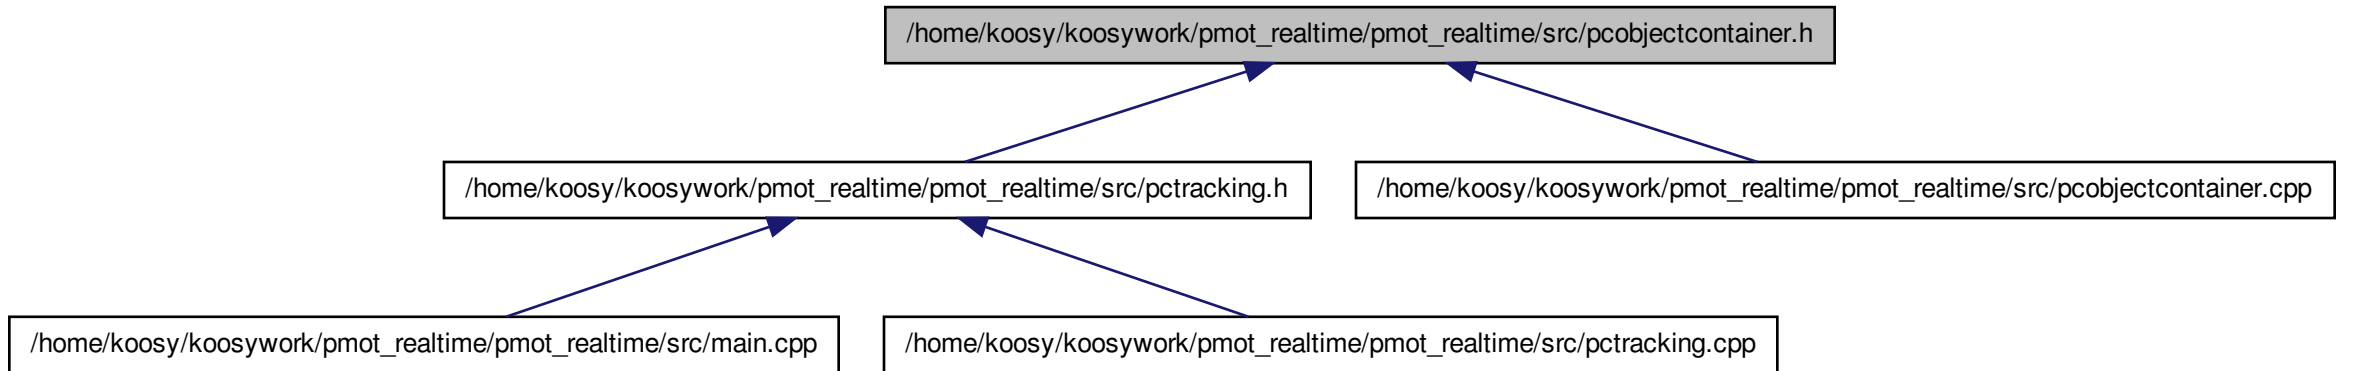 /home/koosy/koosywork/pmot_realtime/pmot_realtime/src/pcobjectcontainer.h
/home/koosy/koosywork/pmot_realtime/pmot_realtime/src/pctracking.h
/home/koosy/koosywork/pmot_realtime/pmot_realtime/src/pcobjectcontainer.cpp
/home/koosy/koosywork/pmot_realtime/pmot_realtime/src/main.cpp
/home/koosy/koosywork/pmot_realtime/pmot_realtime/src/pctracking.cpp